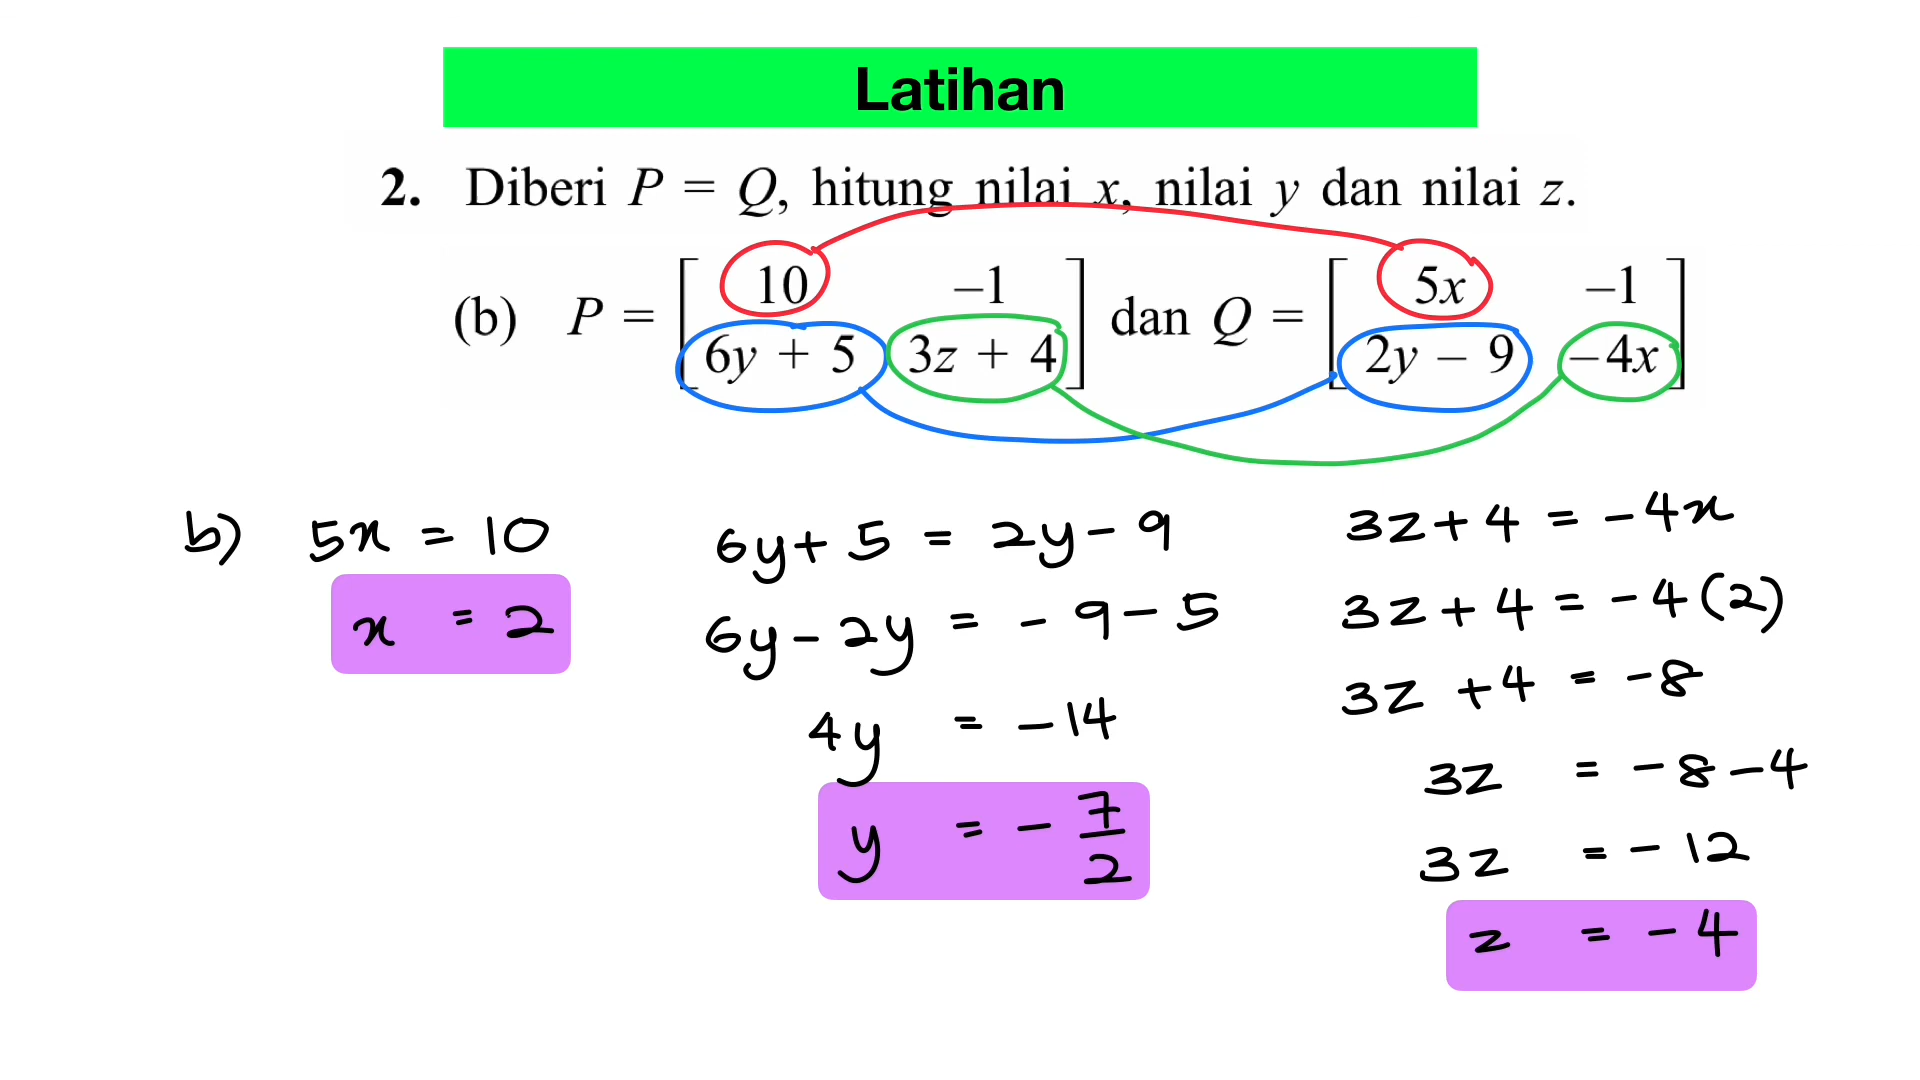 Latihan
2. Diberi P = Q, hitung nilai x, nilai y dan nilai z.
(b) P = [ 10 −1 ; 6y + 5 3z + 4 ] dan Q = [ 5x −1 ; 2y − 9 −4x ]
b) 5x = 10
x = 2
6y + 5 = 2y − 9
6y − 2y = − 9 − 5
4y = − 14
y = − 7/2
3z + 4 = − 4x
3z + 4 = − 4 (2)
3z + 4 = − 8
3z = − 8 − 4
3z = − 12
z = − 4